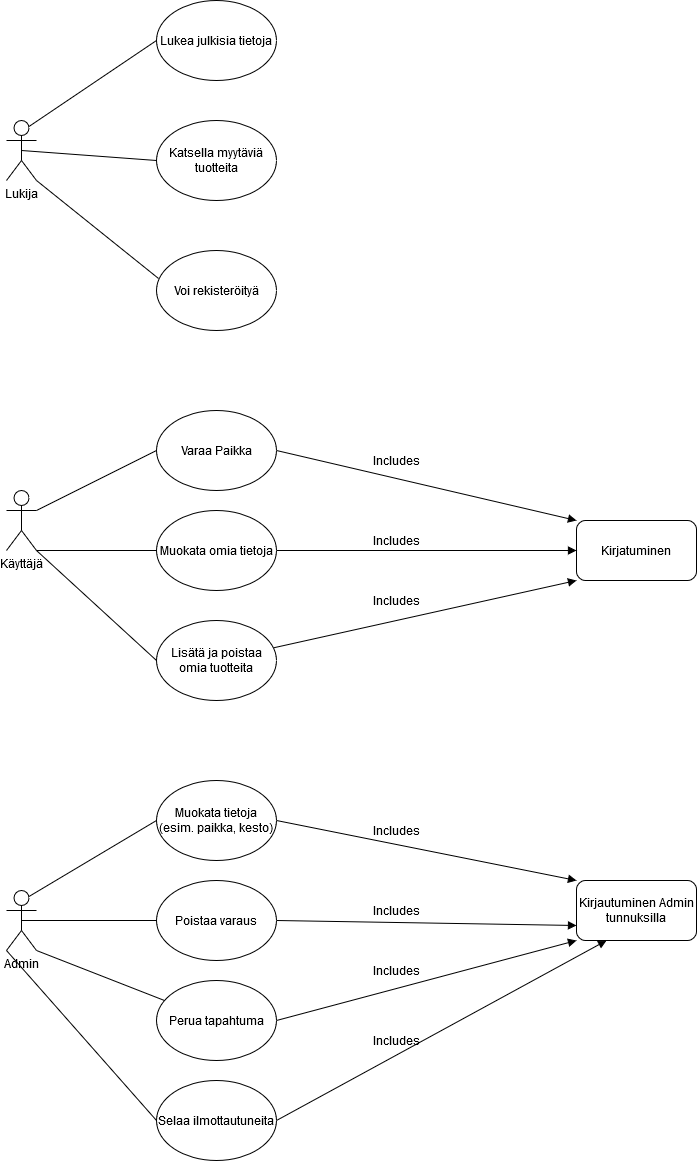 Lukea julkisia tietoja
Katsella myytäviä
tuotteita
Lukija
Voi rekisteröityä
Varaa Paikka
Includes
Muokata omia tietoja
Includes
Kirjatuminen
Käyttäjä
Includes
Lisätä ja poistaa
omia tuotteita
Muokata tietoja
(esim. paikka, kesto)
Includes
Kirjautuminen Admin
tunnuksilla
Poistaa varaus
Includes
Admin
Includes
Perua tapahtuma
Includes
Selaa ilmottautuneita